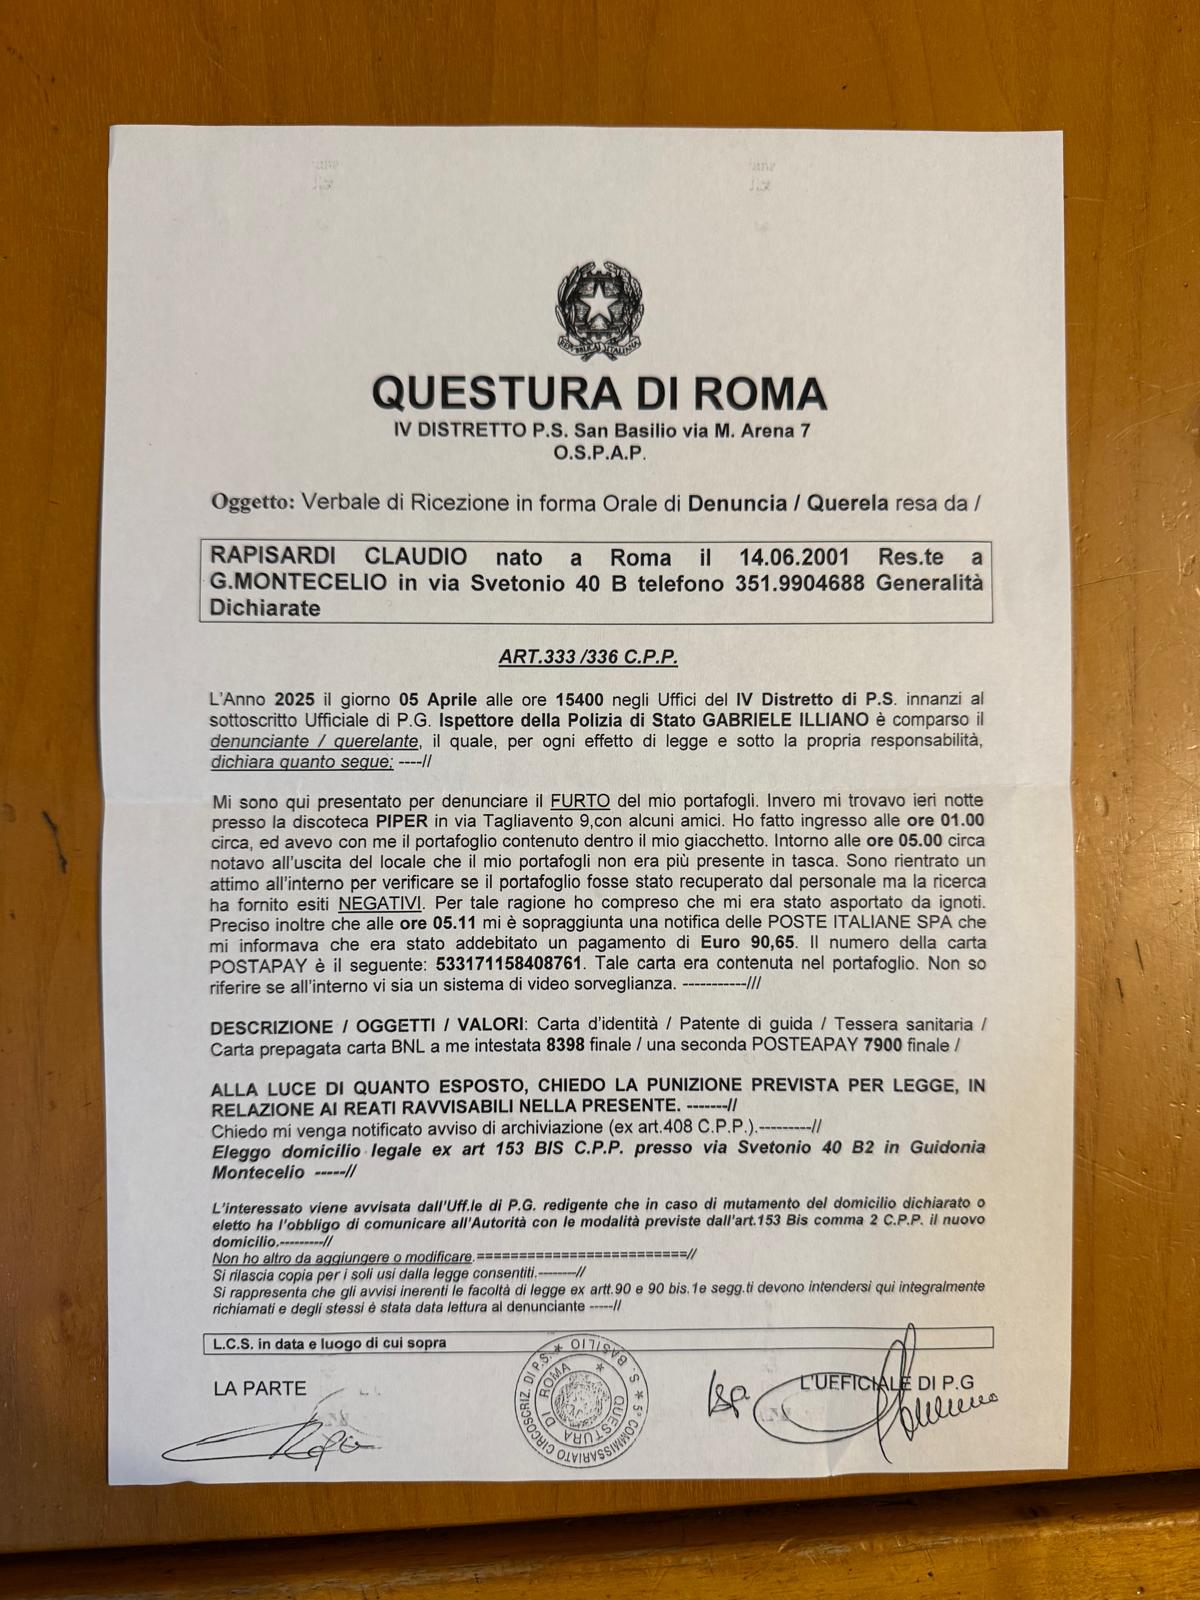 REPUBBLICA ITALIANA
QUESTURA DI ROMA
IV DISTRETTO P.S. San Basilio via M. Arena 7
O.S.P.A.P.
Oggetto: Verbale di Ricezione in forma Orale di Denuncia / Querela resa da /
RAPISARDI CLAUDIO nato a Roma il 14.06.2001 Res.te a
G.MONTECELIO in via Svetonio 40 B telefono 351.9904688 Generalità
Dichiarate
ART.333 /336 C.P.P.
L'Anno 2025 il giorno 05 Aprile alle ore 15400 negli Uffici del IV Distretto di P.S. innanzi al
sottoscritto Ufficiale di P.G. Ispettore della Polizia di Stato GABRIELE ILLIANO è comparso il
denunciante / querelante, il quale, per ogni effetto di legge e sotto la propria responsabilità,
dichiara quanto segue; ----//
Mi sono qui presentato per denunciare il FURTO del mio portafogli. Invero mi trovavo ieri notte
presso la discoteca PIPER in via Tagliavento 9,con alcuni amici. Ho fatto ingresso alle ore 01.00
circa, ed avevo con me il portafoglio contenuto dentro il mio giacchetto. Intorno alle ore 05.00 circa
notavo all'uscita del locale che il mio portafogli non era più presente in tasca. Sono rientrato un
attimo all'interno per verificare se il portafoglio fosse stato recuperato dal personale ma la ricerca
ha fornito esiti NEGATIVI. Per tale ragione ho compreso che mi era stato asportato da ignoti.
Preciso inoltre che alle ore 05.11 mi è sopraggiunta una notifica delle POSTE ITALIANE SPA che
mi informava che era stato addebitato un pagamento di Euro 90,65. Il numero della carta
POSTAPAY è il seguente: 533171158408761. Tale carta era contenuta nel portafoglio. Non so
riferire se all'interno vi sia un sistema di video sorveglianza. -----------///
DESCRIZIONE / OGGETTI / VALORI: Carta d'identità / Patente di guida / Tessera sanitaria /
Carta prepagata carta BNL a me intestata 8398 finale / una seconda POSTEAPAY 7900 finale /
ALLA LUCE DI QUANTO ESPOSTO, CHIEDO LA PUNIZIONE PREVISTA PER LEGGE, IN
RELAZIONE AI REATI RAVVISABILI NELLA PRESENTE. -------//
Chiedo mi venga notificato avviso di archiviazione (ex art.408 C.P.P.).---------//
Eleggo domicilio legale ex art 153 BIS C.P.P. presso via Svetonio 40 B2 in Guidonia
Montecelio -----//
L'interessato viene avvisata dall'Uff.le di P.G. redigente che in caso di mutamento del domicilio dichiarato o
eletto ha l'obbligo di comunicare all'Autorità con le modalità previste dall'art.153 Bis comma 2 C.P.P. il nuovo
domicilio.---------//
Non ho altro da aggiungere o modificare.=========================//
Si rilascia copia per i soli usi dalla legge consentiti.--------//
Si rappresenta che gli avvisi inerenti le facoltà di legge ex artt.90 e 90 bis.1e segg.ti devono intendersi qui integralmente
richiamati e degli stessi è stata data lettura al denunciante -----//
L.C.S. in data e luogo di cui sopra
LA PARTE
L'UEFICIALE DI P.G
QUESTURA DI ROMA
5° COMMISSARIATO CIRCOSCRIZ. DI P.S. * S. BASILIO *
Isp.